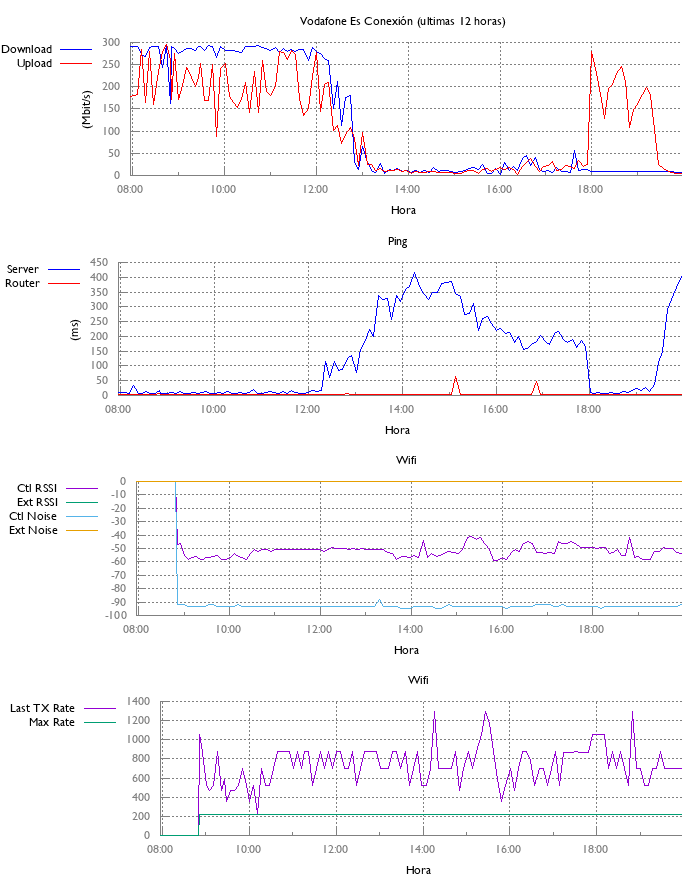 Vodafone Es Conexión (ultimas 12 horas)
Download
Upload
300
250
200
150
100
50
0
(Mbit/s)
08:00 10:00 12:00 14:00 16:00 18:00
Hora
Ping
Server
Router
450
400
350
300
250
200
150
100
50
0
(ms)
08:00 10:00 12:00 14:00 16:00 18:00
Hora
Wifi
Ctl RSSI
Ext RSSI
Ctl Noise
Ext Noise
0
-10
-20
-30
-40
-50
-60
-70
-80
-90
-100
08:00 10:00 12:00 14:00 16:00 18:00
Hora
Wifi
Last TX Rate
Max Rate
1400
1200
1000
800
600
400
200
0
08:00 10:00 12:00 14:00 16:00 18:00
Hora